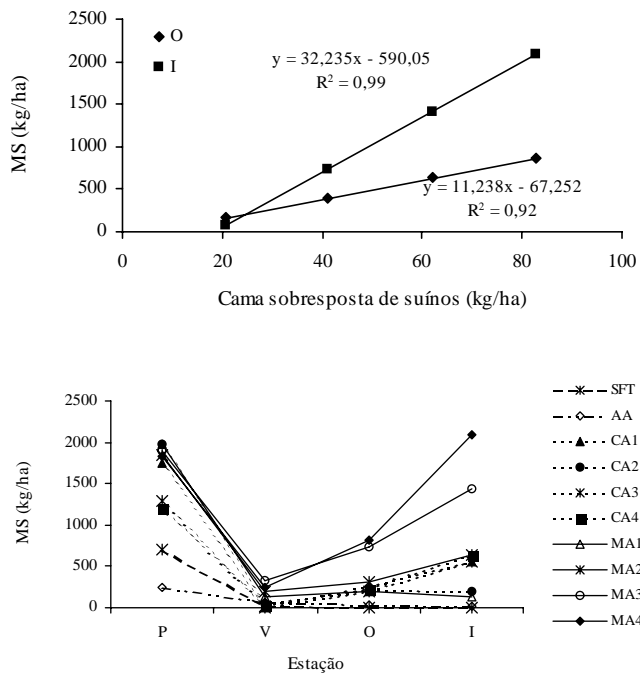 2500
2000
1500
1000
500
0
MS (kg/ha)
O
I
y = 32,235x - 590,05
R² = 0,99
y = 11,238x - 67,252
R² = 0,92
0 20 40 60 80 100
Cama sobresposta de suínos (kg/ha)
2500
2000
1500
1000
500
0
MS (kg/ha)
P V O I
Estação
SFT
AA
CA1
CA2
CA3
CA4
MA1
MA2
MA3
MA4